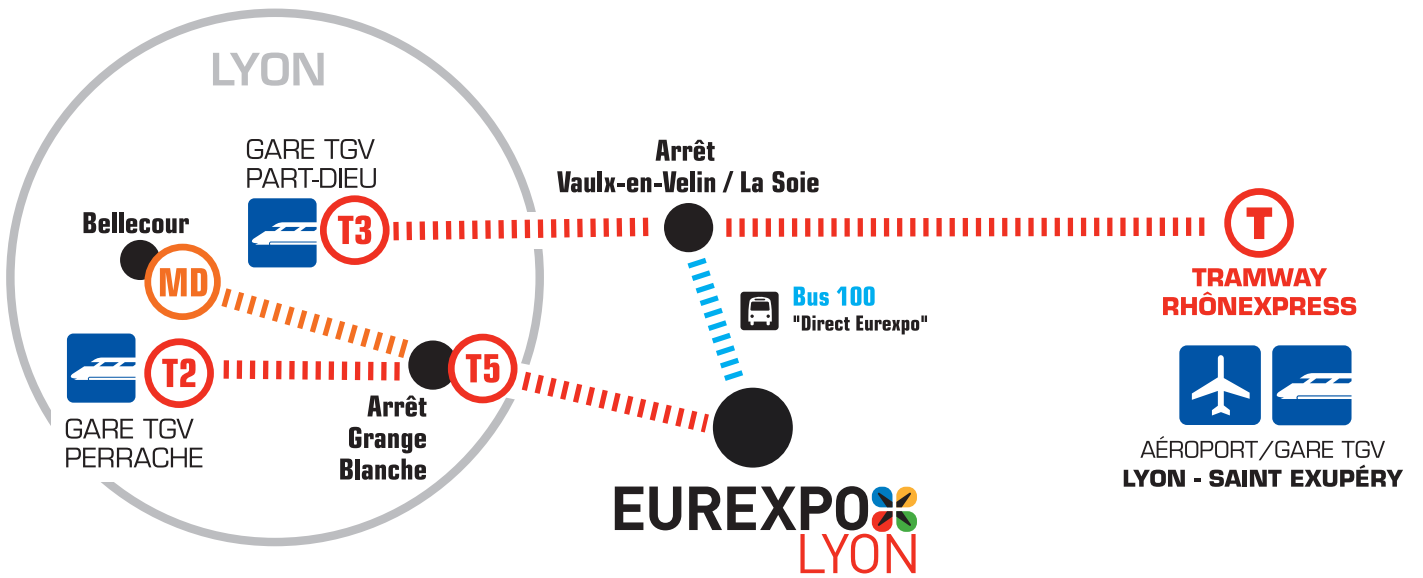 LYON
GARE TGV
PART-DIEU
T3
Bellecour
MD
T2
GARE TGV
PERRACHE
T5
Arrêt
Grange
Blanche
Arrêt
Vaulx-en-Velin / La Soie
Bus 100
"Direct Eurexpo"
EUREXPO
LYON
T
TRAMWAY
RHÔNEXPRESS
AÉROPORT/GARE TGV
LYON - SAINT EXUPÉRY